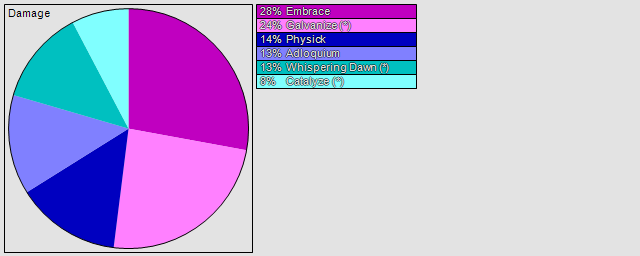 Damage
28% Embrace
24% Galvanize (*)
14% Physick
13% Adloquium
13% Whispering Dawn (*)
8% Catalyze (*)